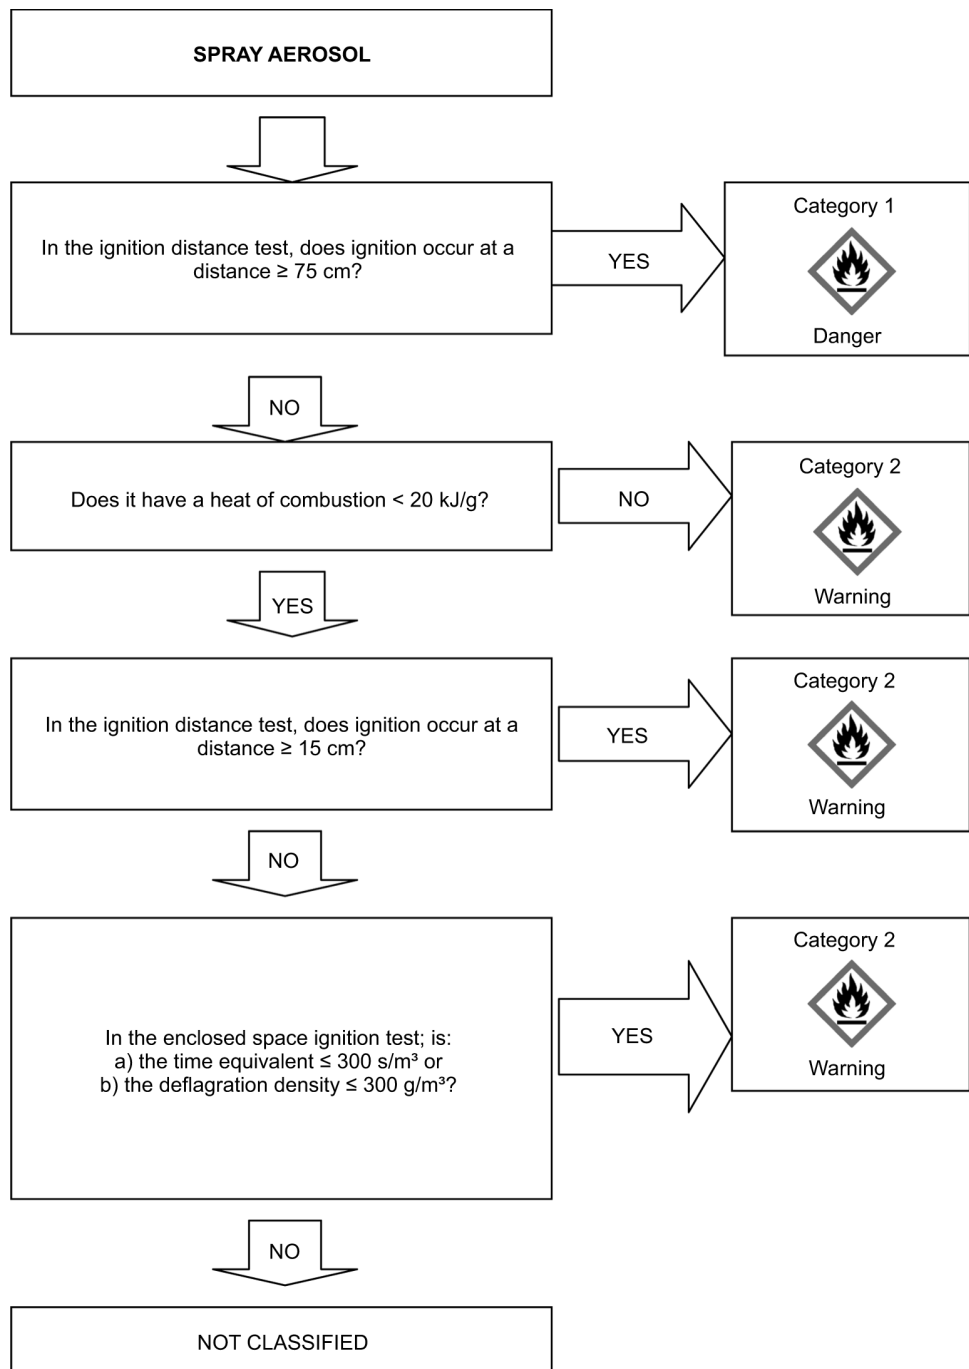 SPRAY AEROSOL
In the ignition distance test, does ignition occur at a
distance ≥ 75 cm?
YES
Category 1
Danger
NO
Does it have a heat of combustion < 20 kJ/g?
NO
Category 2
Warning
YES
In the ignition distance test, does ignition occur at a
distance ≥ 15 cm?
YES
Category 2
Warning
NO
In the enclosed space ignition test; is:
a) the time equivalent ≤ 300 s/m³ or
b) the deflagration density ≤ 300 g/m³?
YES
Category 2
Warning
NO
NOT CLASSIFIED